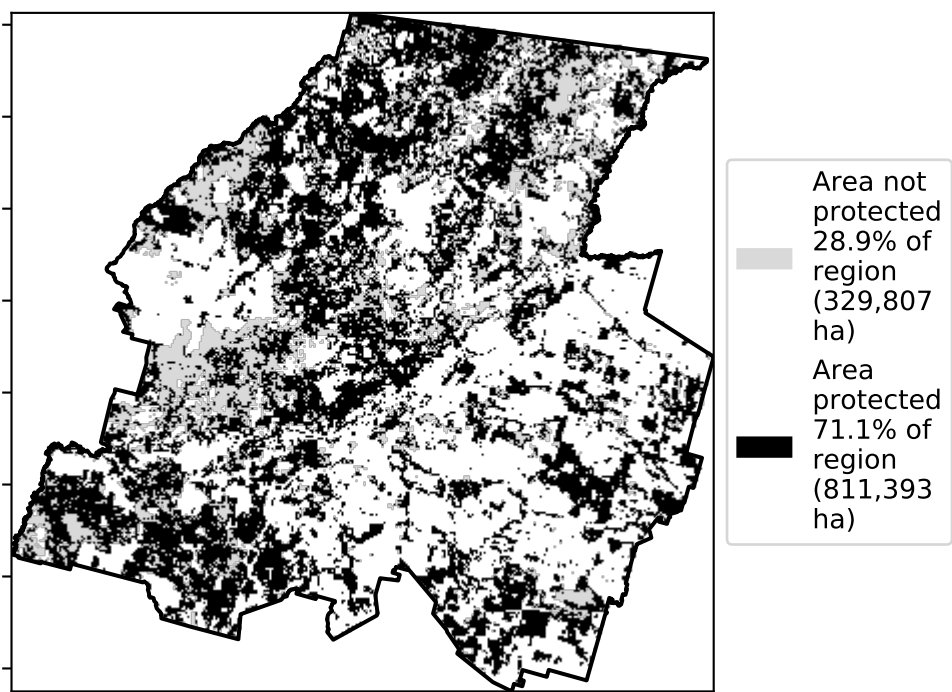 Area not
protected
28.9% of
region
(329,807
ha)
Area
protected
71.1% of
region
(811,393
ha)